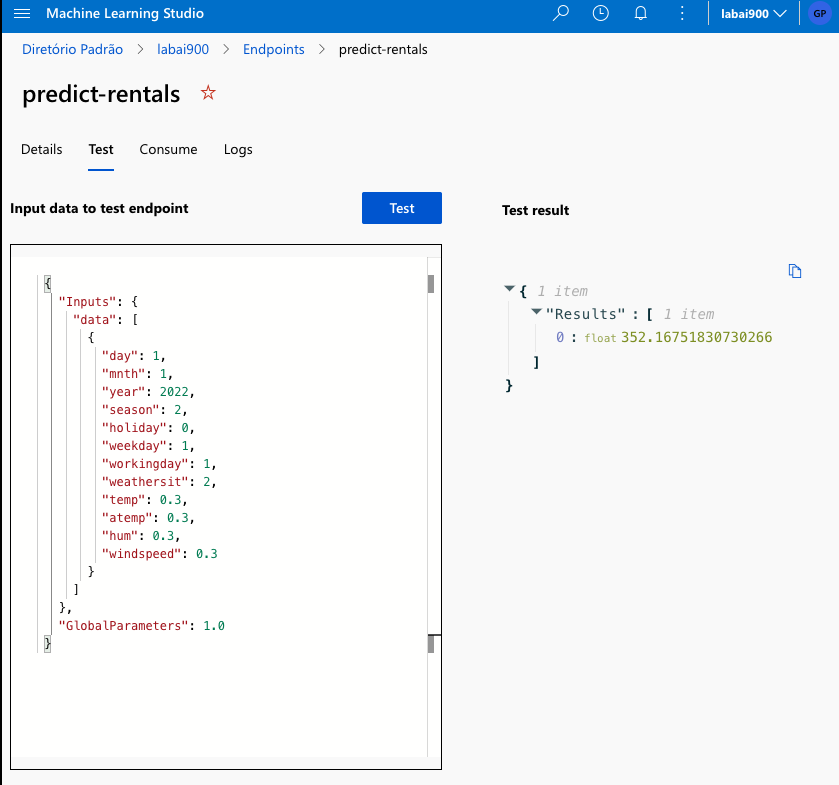 Machine Learning Studio
labai900
GP
Diretório Padrão > labai900 > Endpoints > predict-rentals
predict-rentals
Details Test Consume Logs
Input data to test endpoint
Test
{
"Inputs": {
"data": [
{
"day": 1,
"mnth": 1,
"year": 2022,
"season": 2,
"holiday": 0,
"weekday": 1,
"workingday": 1,
"weathersit": 2,
"temp": 0.3,
"atemp": 0.3,
"hum": 0.3,
"windspeed": 0.3
}
]
},
"GlobalParameters": 1.0
}
Test result
{ 1 item
"Results" : [ 1 item
0 : float 352.16751830730266
]
}